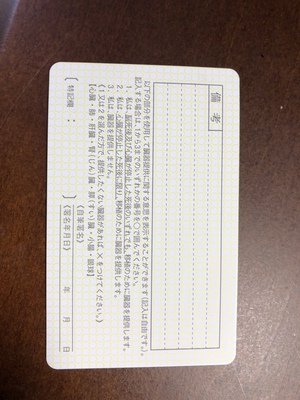 備考
以下の部分を使用して臓器提供に関する意思を表示することができます(記入は自由です。)。
記入する場合は、1から3までのいずれかの番号を〇で囲んでください。
1. 私は、脳死後及び心臓が停止した死後のいずれでも、移植のために臓器を提供します。
2. 私は、心臓が停止した死後に限り、移植のために臓器を提供します。
3. 私は、臓器を提供しません。
《1又は2を選んだ方で、提供したくない臓器があれば、×をつけてください。》
【心臓・肺・肝臓・腎(じん)臓・膵(すい)臓・小腸・眼球】
〔特記欄: 〕
《自筆署名》
《署名年月日》 年 月 日